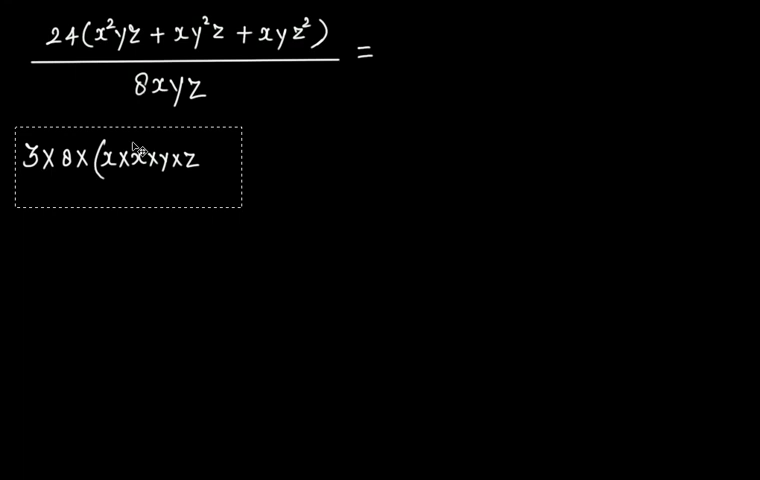 24(x²yz + xy²z + xyz²) =
8xyz
3×8×(x×x×y×z